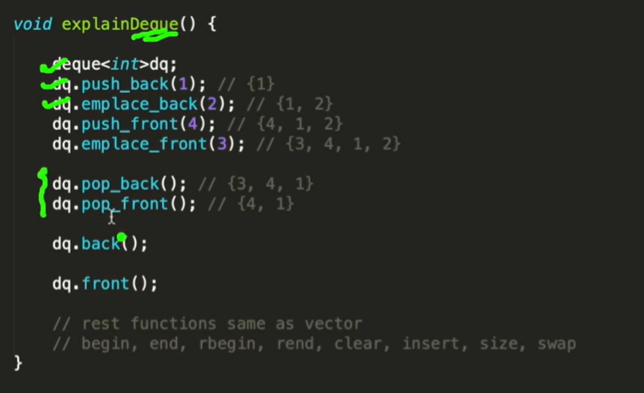 void explainDeque() {
deque<int>dq;
dq.push_back(1); // {1}
dq.emplace_back(2); // {1, 2}
dq.push_front(4); // {4, 1, 2}
dq.emplace_front(3); // {3, 4, 1, 2}
dq.pop_back(); // {3, 4, 1}
dq.pop_front(); // {4, 1}
dq.back();
dq.front();
// rest functions same as vector
// begin, end, rbegin, rend, clear, insert, size, swap
}